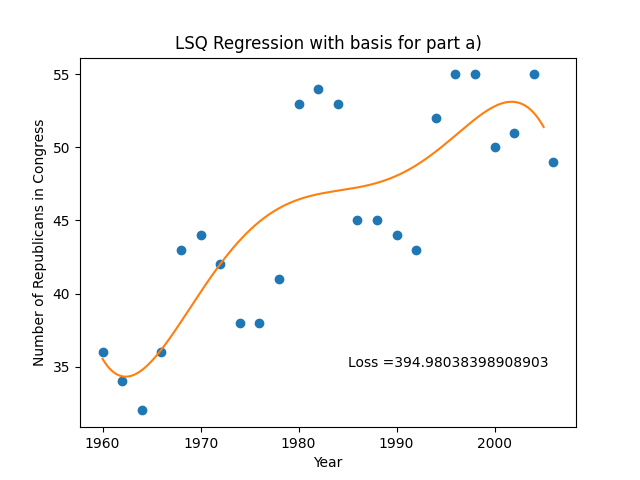 LSQ Regression with basis for part a)
55
50
45
40
35
Number of Republicans in Congress
Loss =394.98038398908903
1960
1970
1980
1990
2000
Year